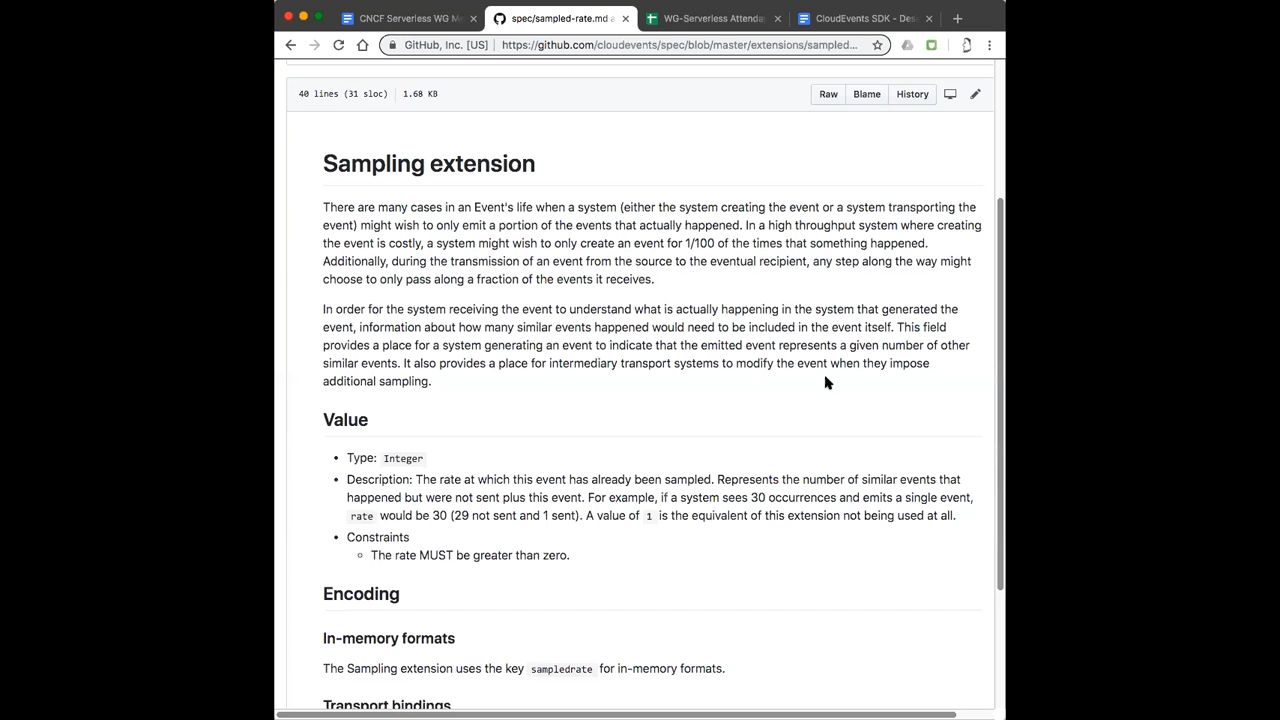 CNCF Serverless WG M
spec/sampled-rate.md a
WG-Serverless Attenda
CloudEvents SDK - Des
GitHub, Inc. [US] https://github.com/cloudevents/spec/blob/master/extensions/sampled...
40 lines (31 sloc) 1.68 KB
Raw Blame History
Sampling extension
There are many cases in an Event's life when a system (either the system creating the event or a system transporting the
event) might wish to only emit a portion of the events that actually happened. In a high throughput system where creating
the event is costly, a system might wish to only create an event for 1/100 of the times that something happened.
Additionally, during the transmission of an event from the source to the eventual recipient, any step along the way might
choose to only pass along a fraction of the events it receives.
In order for the system receiving the event to understand what is actually happening in the system that generated the
event, information about how many similar events happened would need to be included in the event itself. This field
provides a place for a system generating an event to indicate that the emitted event represents a given number of other
similar events. It also provides a place for intermediary transport systems to modify the event when they impose
additional sampling.
Value
• Type: Integer
• Description: The rate at which this event has already been sampled. Represents the number of similar events that
happened but were not sent plus this event. For example, if a system sees 30 occurrences and emits a single event,
rate would be 30 (29 not sent and 1 sent). A value of 1 is the equivalent of this extension not being used at all.
• Constraints
◦ The rate MUST be greater than zero.
Encoding
In-memory formats
The Sampling extension uses the key sampledrate for in-memory formats.
Transport bindings